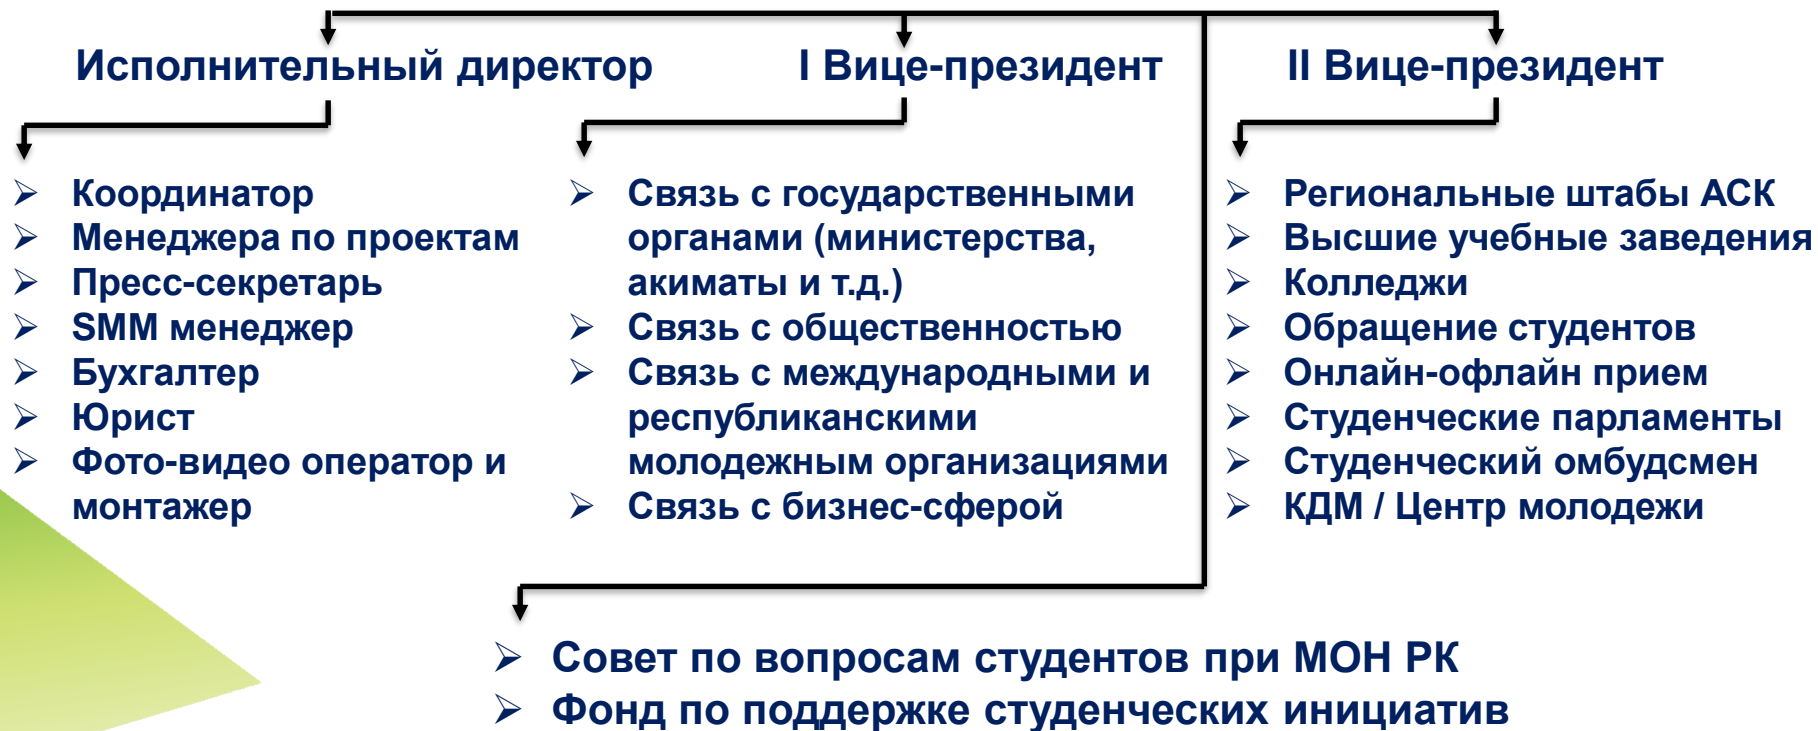 Исполнительный директор
I Вице-президент
II Вице-президент
➢ Координатор
➢ Менеджера по проектам
➢ Пресс-секретарь
➢ SMM менеджер
➢ Бухгалтер
➢ Юрист
➢ Фото-видео оператор и
монтажер
➢ Связь с государственными
органами (министерства,
акиматы и т.д.)
➢ Связь с общественностью
➢ Связь с международными и
республиканскими
молодежным организациями
➢ Связь с бизнес-сферой
➢ Региональные штабы АСК
➢ Высшие учебные заведения
➢ Колледжи
➢ Обращение студентов
➢ Онлайн-офлайн прием
➢ Студенческие парламенты
➢ Студенческий омбудсмен
➢ КДМ / Центр молодежи
➢ Совет по вопросам студентов при МОН РК
➢ Фонд по поддержке студенческих инициатив